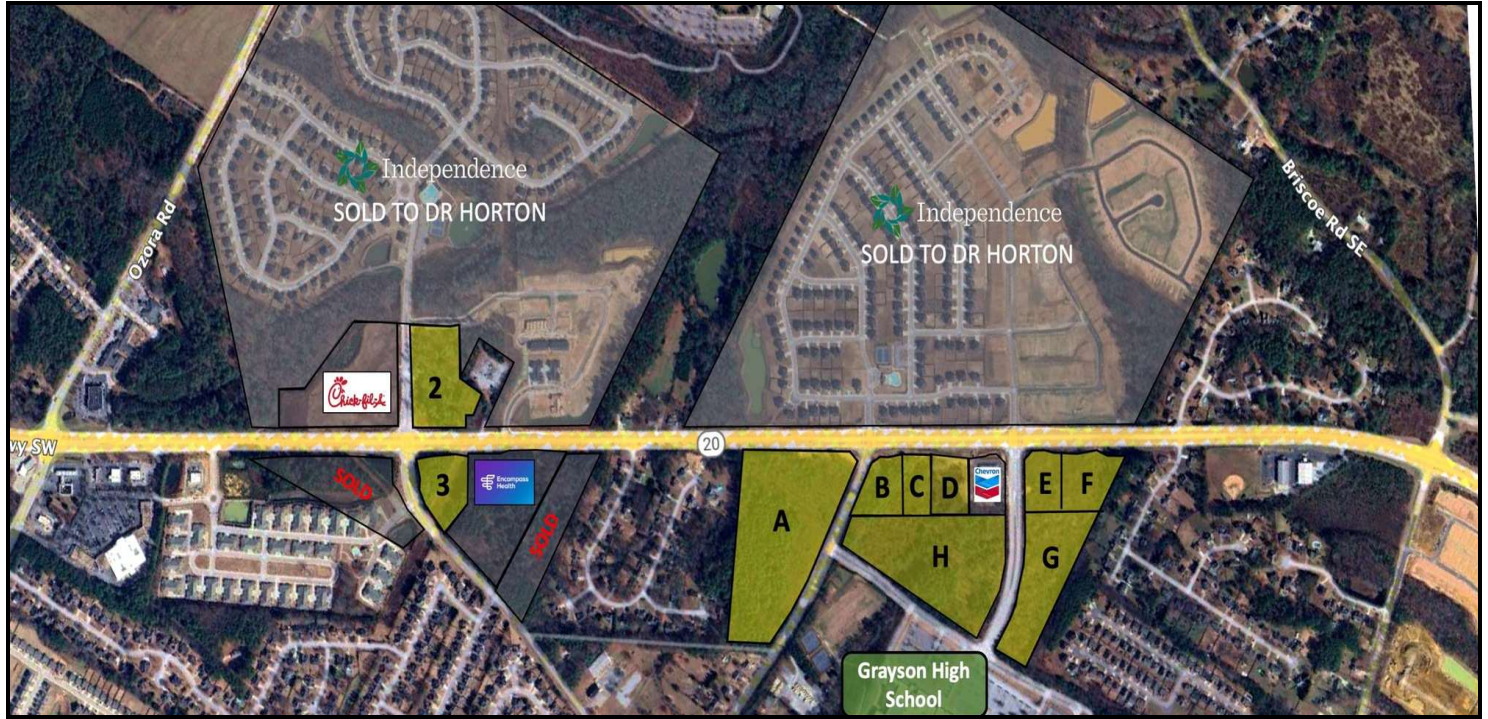 Independence
SOLD TO DR HORTON
Independence
SOLD TO DR HORTON
Ozora Rd
Briscoe Rd SE
Chick-fil-A
2
vy SW
20
SOLD
3
Encompass
Health
SOLD
A
B
C
D
Chevron
E
F
H
G
Grayson High
School